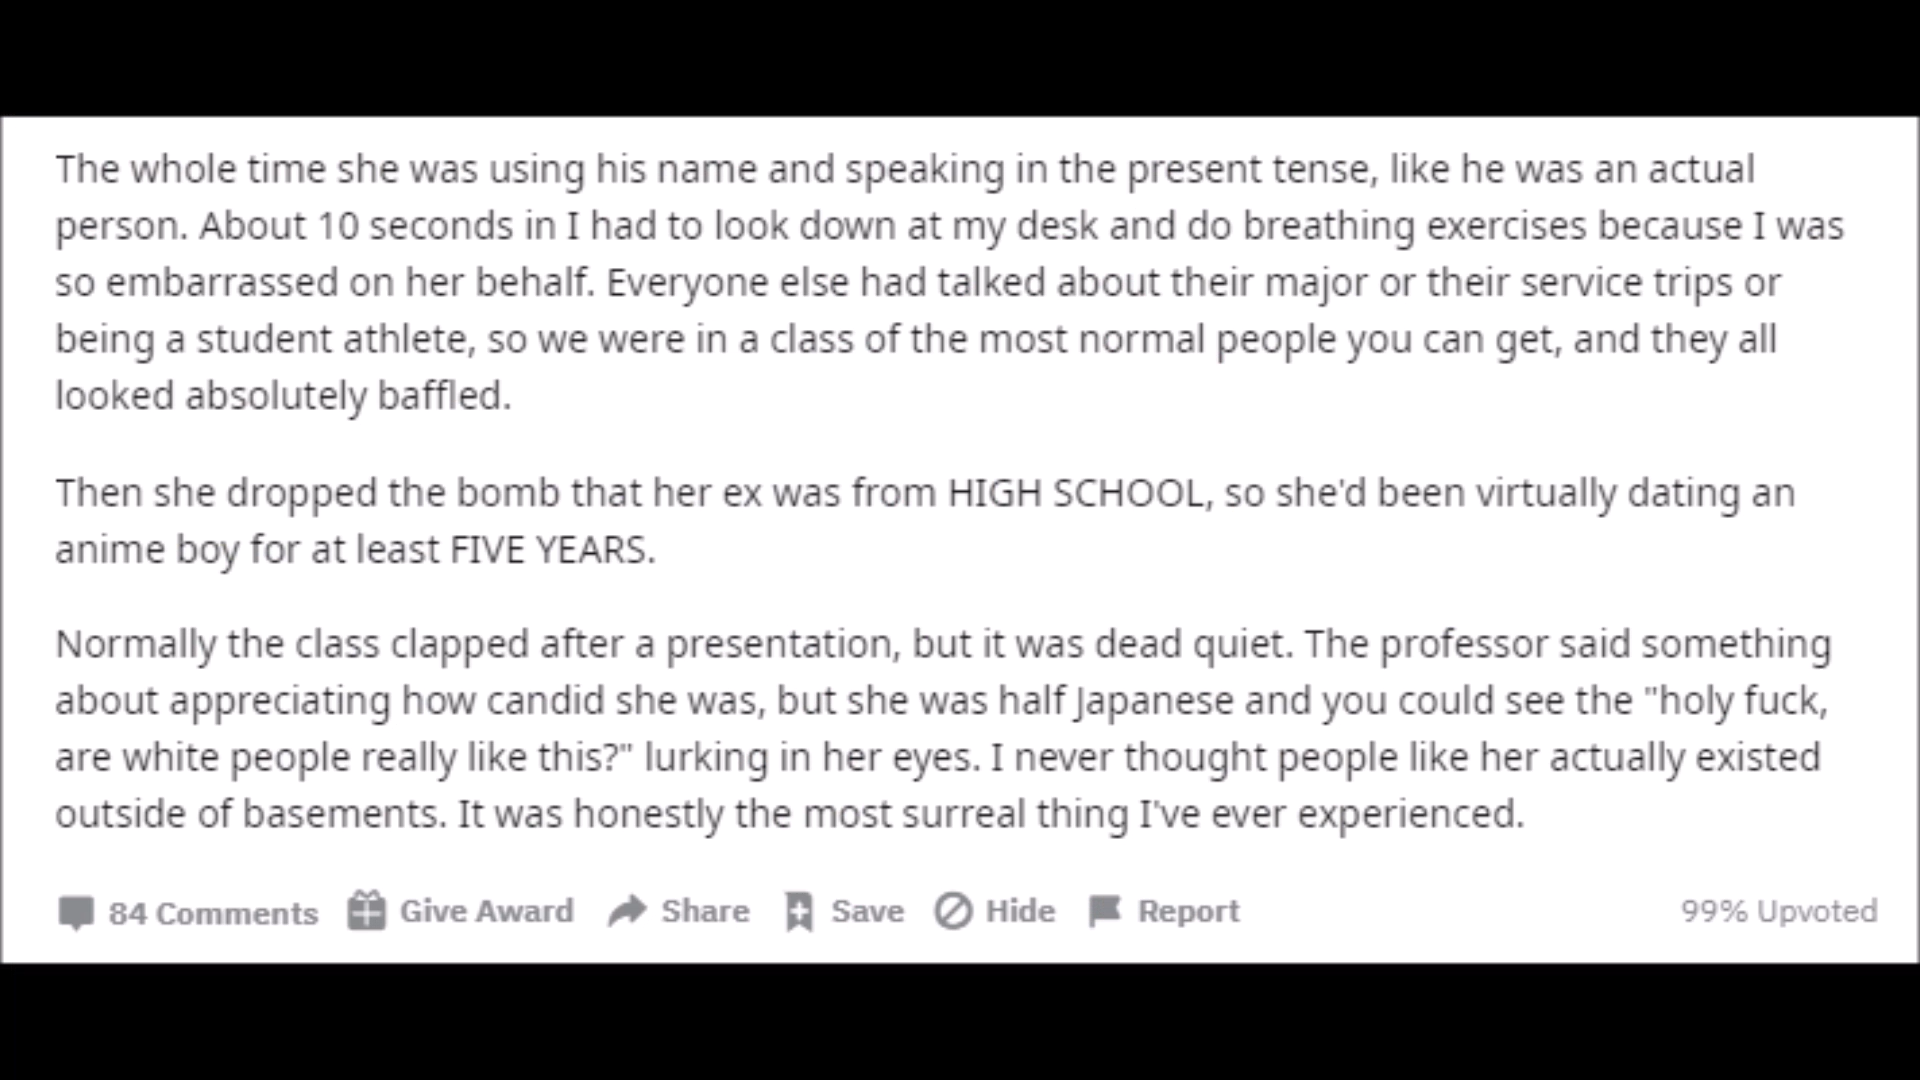 The whole time she was using his name and speaking in the present tense, like he was an actual
person. About 10 seconds in I had to look down at my desk and do breathing exercises because I was
so embarrassed on her behalf. Everyone else had talked about their major or their service trips or
being a student athlete, so we were in a class of the most normal people you can get, and they all
looked absolutely baffled.
Then she dropped the bomb that her ex was from HIGH SCHOOL, so she'd been virtually dating an
anime boy for at least FIVE YEARS.
Normally the class clapped after a presentation, but it was dead quiet. The professor said something
about appreciating how candid she was, but she was half Japanese and you could see the "holy fuck,
are white people really like this?" lurking in her eyes. I never thought people like her actually existed
outside of basements. It was honestly the most surreal thing I've ever experienced.
84 Comments Give Award Share Save Hide Report 99% Upvoted